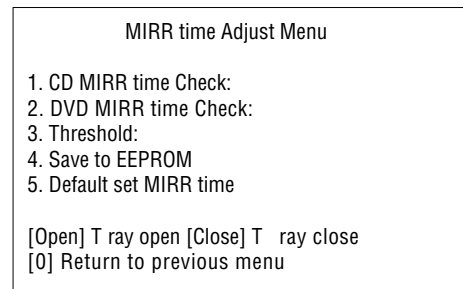 MIRR time Adjust Menu
1. CD MIRR time Check:
2. DVD MIRR time Check:
3. Threshold:
4. Save to EEPROM
5. Default set MIRR time
[Open] T ray open [Close] T ray close
[0] Return to previous menu